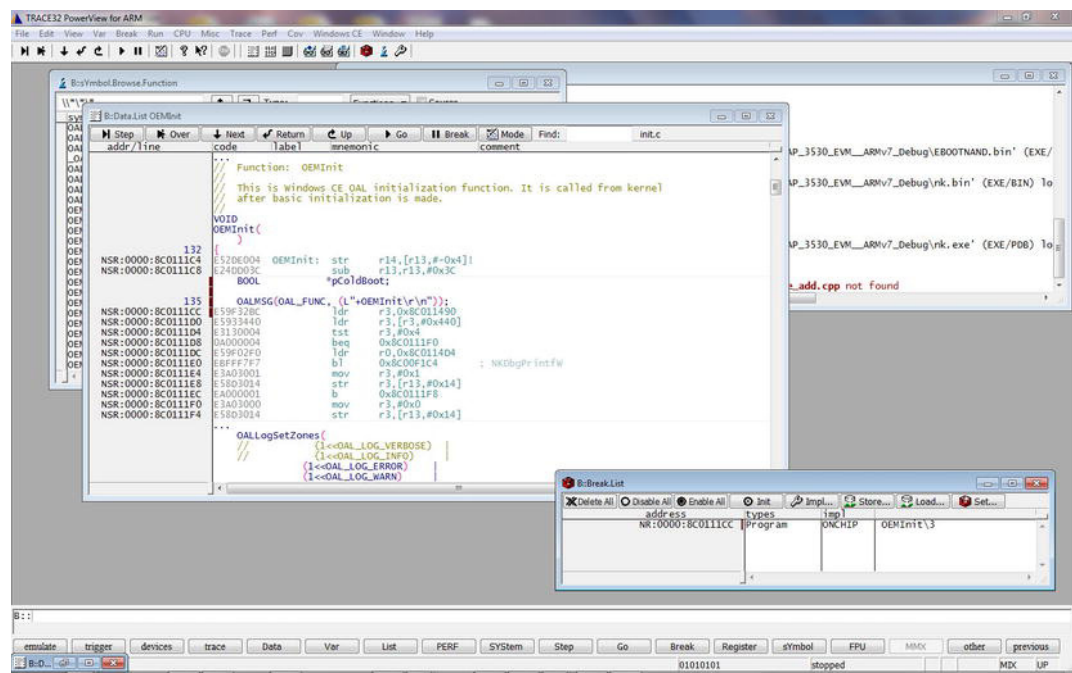 TRACE32 PowerView for ARM
File Edit View Var Break Run CPU Misc Trace Perf Cov Windows CE Window Help
B::sYmbol.Browse.Function
B::Data.List OEMInit
Step Over Next Return Up Go Break Mode Find: init.c
addr/line code label mnemonic comment
...
// Function: OEMInit
//
// This is Windows CE OAL initialization function. It is called from kernel
// after basic initialization is made.
//
VOID
OEMInit(
)
132 {
NSR:0000:8C0111C4 E52DE004 OEMInit: str r14,[r13,#-0x4]!
NSR:0000:8C0111C8 E24DD03C sub r13,r13,#0x3C
BOOL *pColdBoot;
135 OALMSG(OAL_FUNC, (L"+OEMInit\r\n"));
NSR:0000:8C0111CC E59F32BC ldr r3,0x8C011490
NSR:0000:8C0111D0 E5933440 ldr r3,[r3,#0x440]
NSR:0000:8C0111D4 E3130004 tst r3,#0x4
NSR:0000:8C0111D8 0A000004 beq 0x8C0111F0
NSR:0000:8C0111DC E59F02F0 ldr r0,0x8C0114D4
NSR:0000:8C0111E0 EBFFF7F7 bl 0x8C00F1C4 ; NKDbgPrintfW
NSR:0000:8C0111E4 E3A03001 mov r3,#0x1
NSR:0000:8C0111E8 E58D3014 str r3,[r13,#0x14]
NSR:0000:8C0111EC EA000001 b 0x8C0111F8
NSR:0000:8C0111F0 E3A03000 mov r3,#0x0
NSR:0000:8C0111F4 E58D3014 str r3,[r13,#0x14]
...
OALLogSetZones(
// (1<<OAL_LOG_VERBOSE) |
// (1<<OAL_LOG_INFO) |
(1<<OAL_LOG_ERROR) |
(1<<OAL_LOG_WARN) |
AP_3530_EVM__ARMv7_Debug\EBOOTNAND.bin' (EXE/
AP_3530_EVM__ARMv7_Debug\nk.bin' (EXE/BIN) lo
AP_3530_EVM__ARMv7_Debug\nk.exe' (EXE/PDB) lo
e_add.cpp not found
B::Break.List
Delete All Disable All Enable All Init Impl... Store... Load... Set...
address types impl
NR:0000:8C0111CC Program ONCHIP OEMInit\3
B::
emulate trigger devices trace Data Var List PERF SYStem Step Go Break Register sYmbol FPU MMX other previous
B::D... 01010101 stopped MIX UP